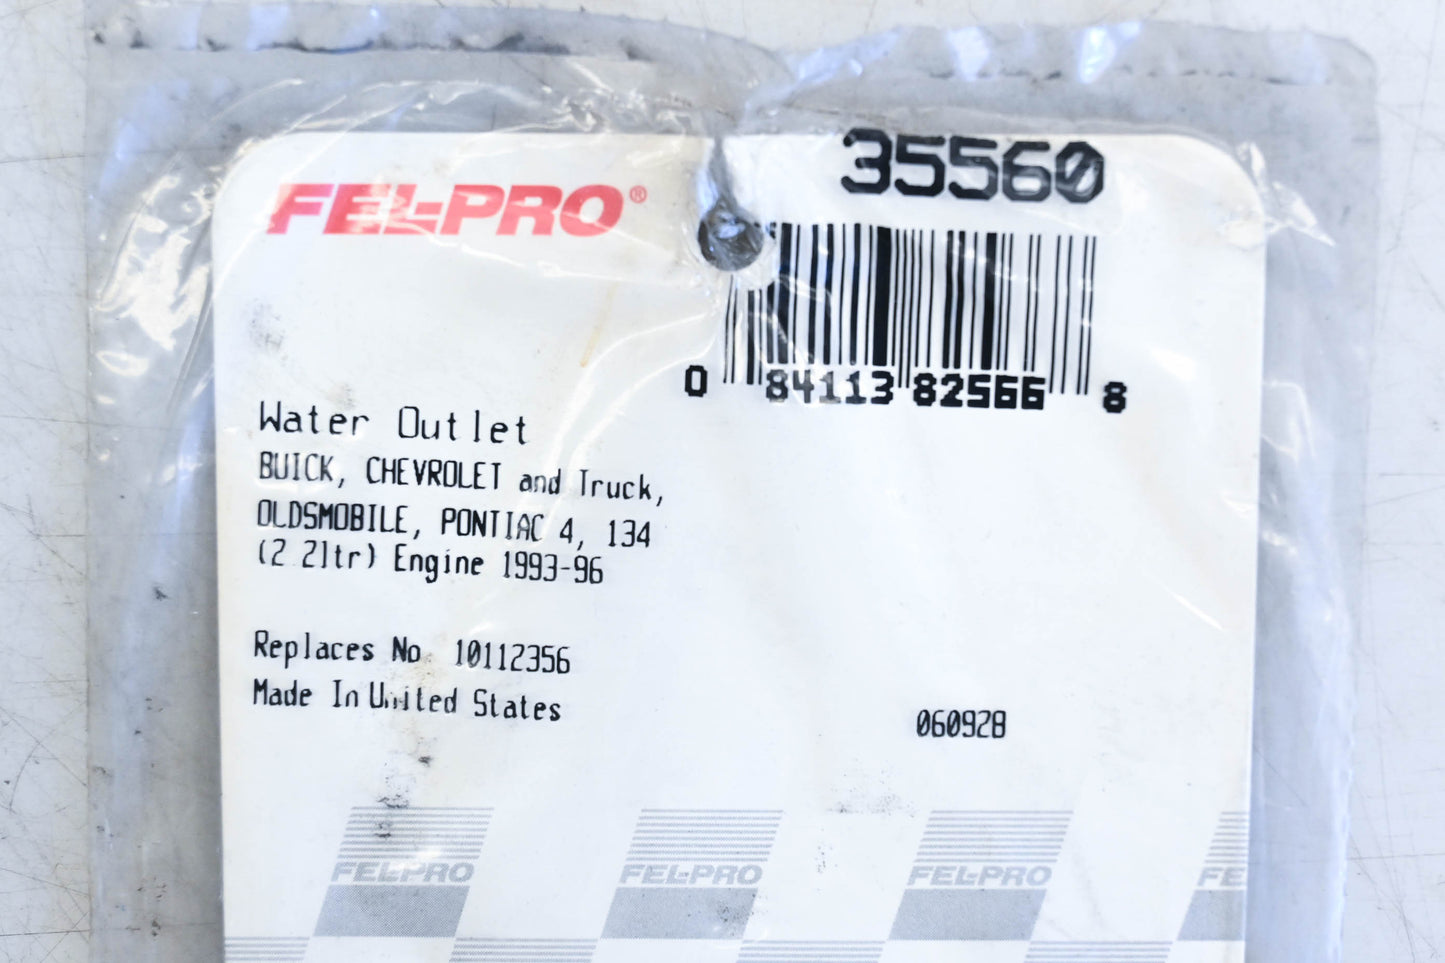 FEL-PRO®
35560
0 84113 82566 8
Water Outlet
BUICK, CHEVROLET and Truck,
OLDSMOBILE, PONTIAC 4, 134
(2.2ltr) Engine 1993-96
Replaces No. 10112356
Made In United States
060928
FEL-PRO FEL-PRO FEL-PRO FE